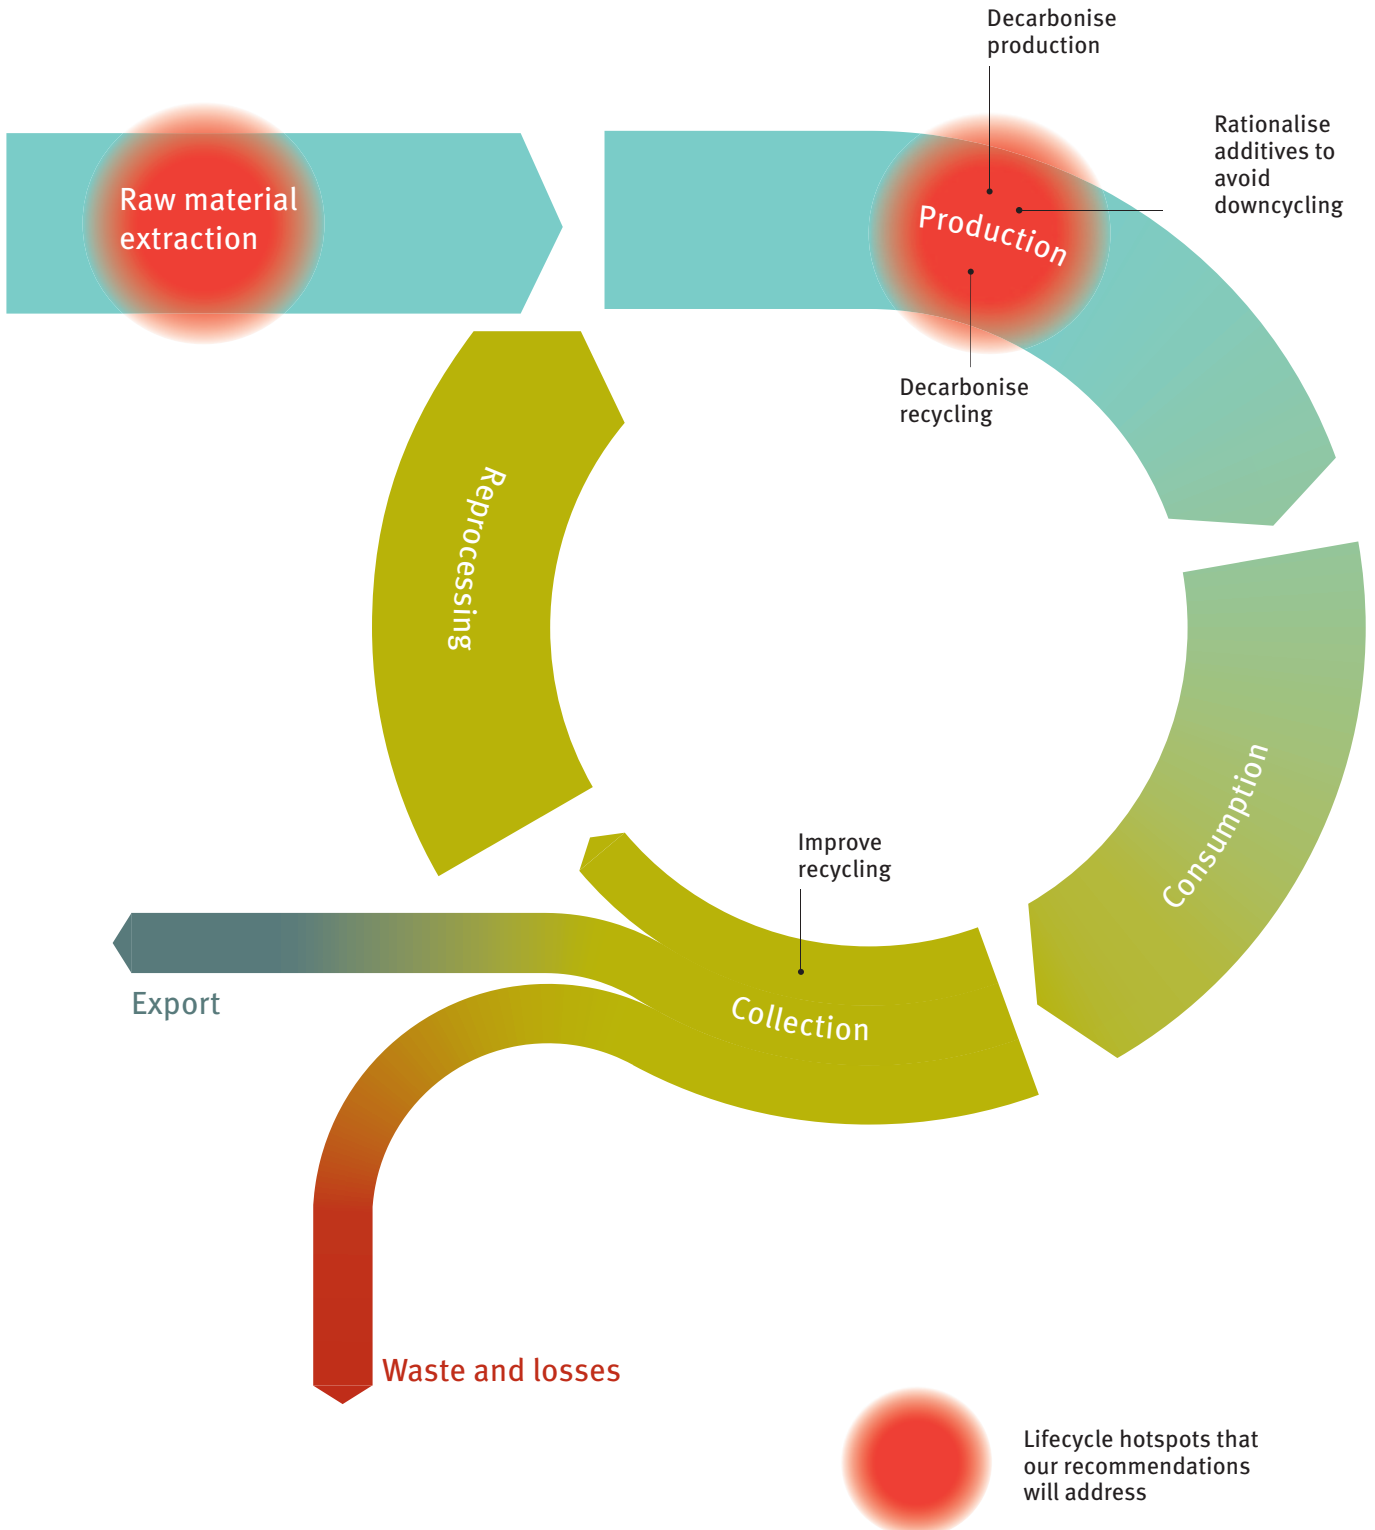 Decarbonise
production
Rationalise
additives to
avoid
downcycling
Raw material
extraction
Production
Decarbonise
recycling
Reprocessing
Consumption
Improve
recycling
Collection
Export
Waste and losses
Lifecycle hotspots that
our recommendations
will address